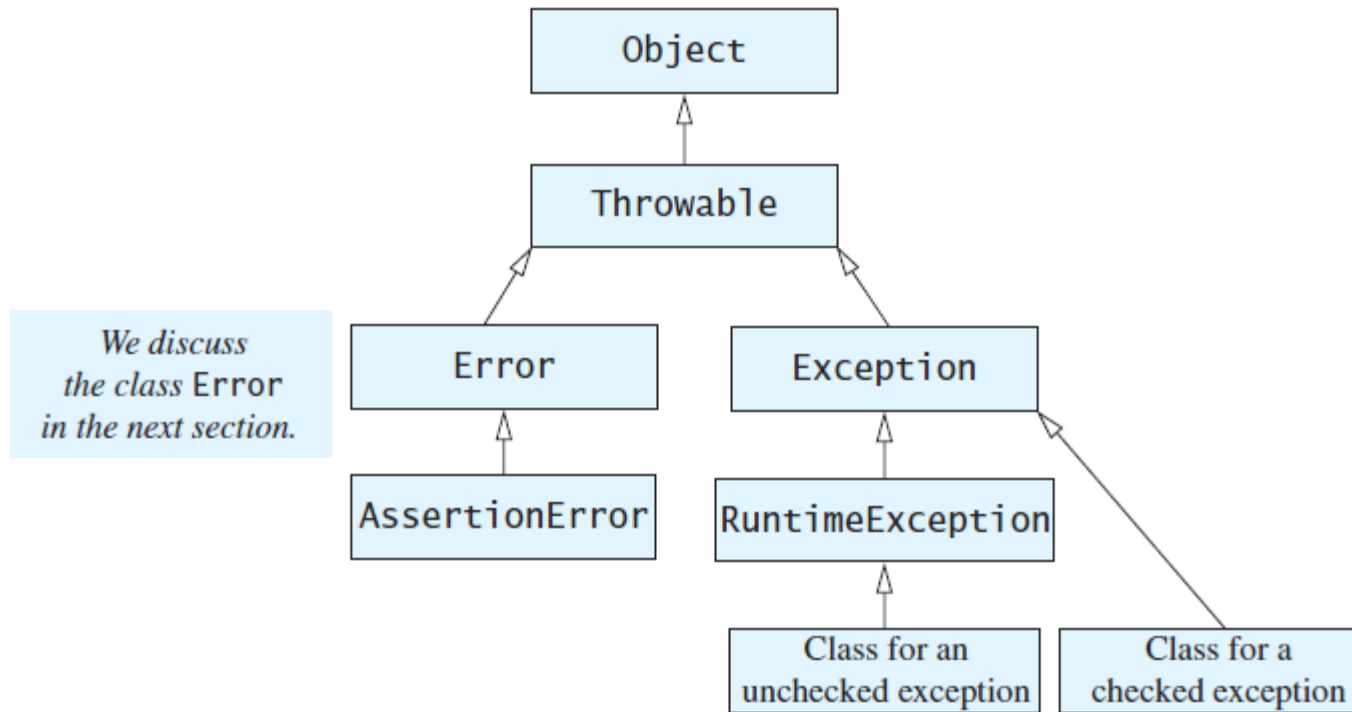 Object
Throwable
We discuss
the class Error
in the next section.
Error
Exception
AssertionError
RuntimeException
Class for an
unchecked exception
Class for a
checked exception